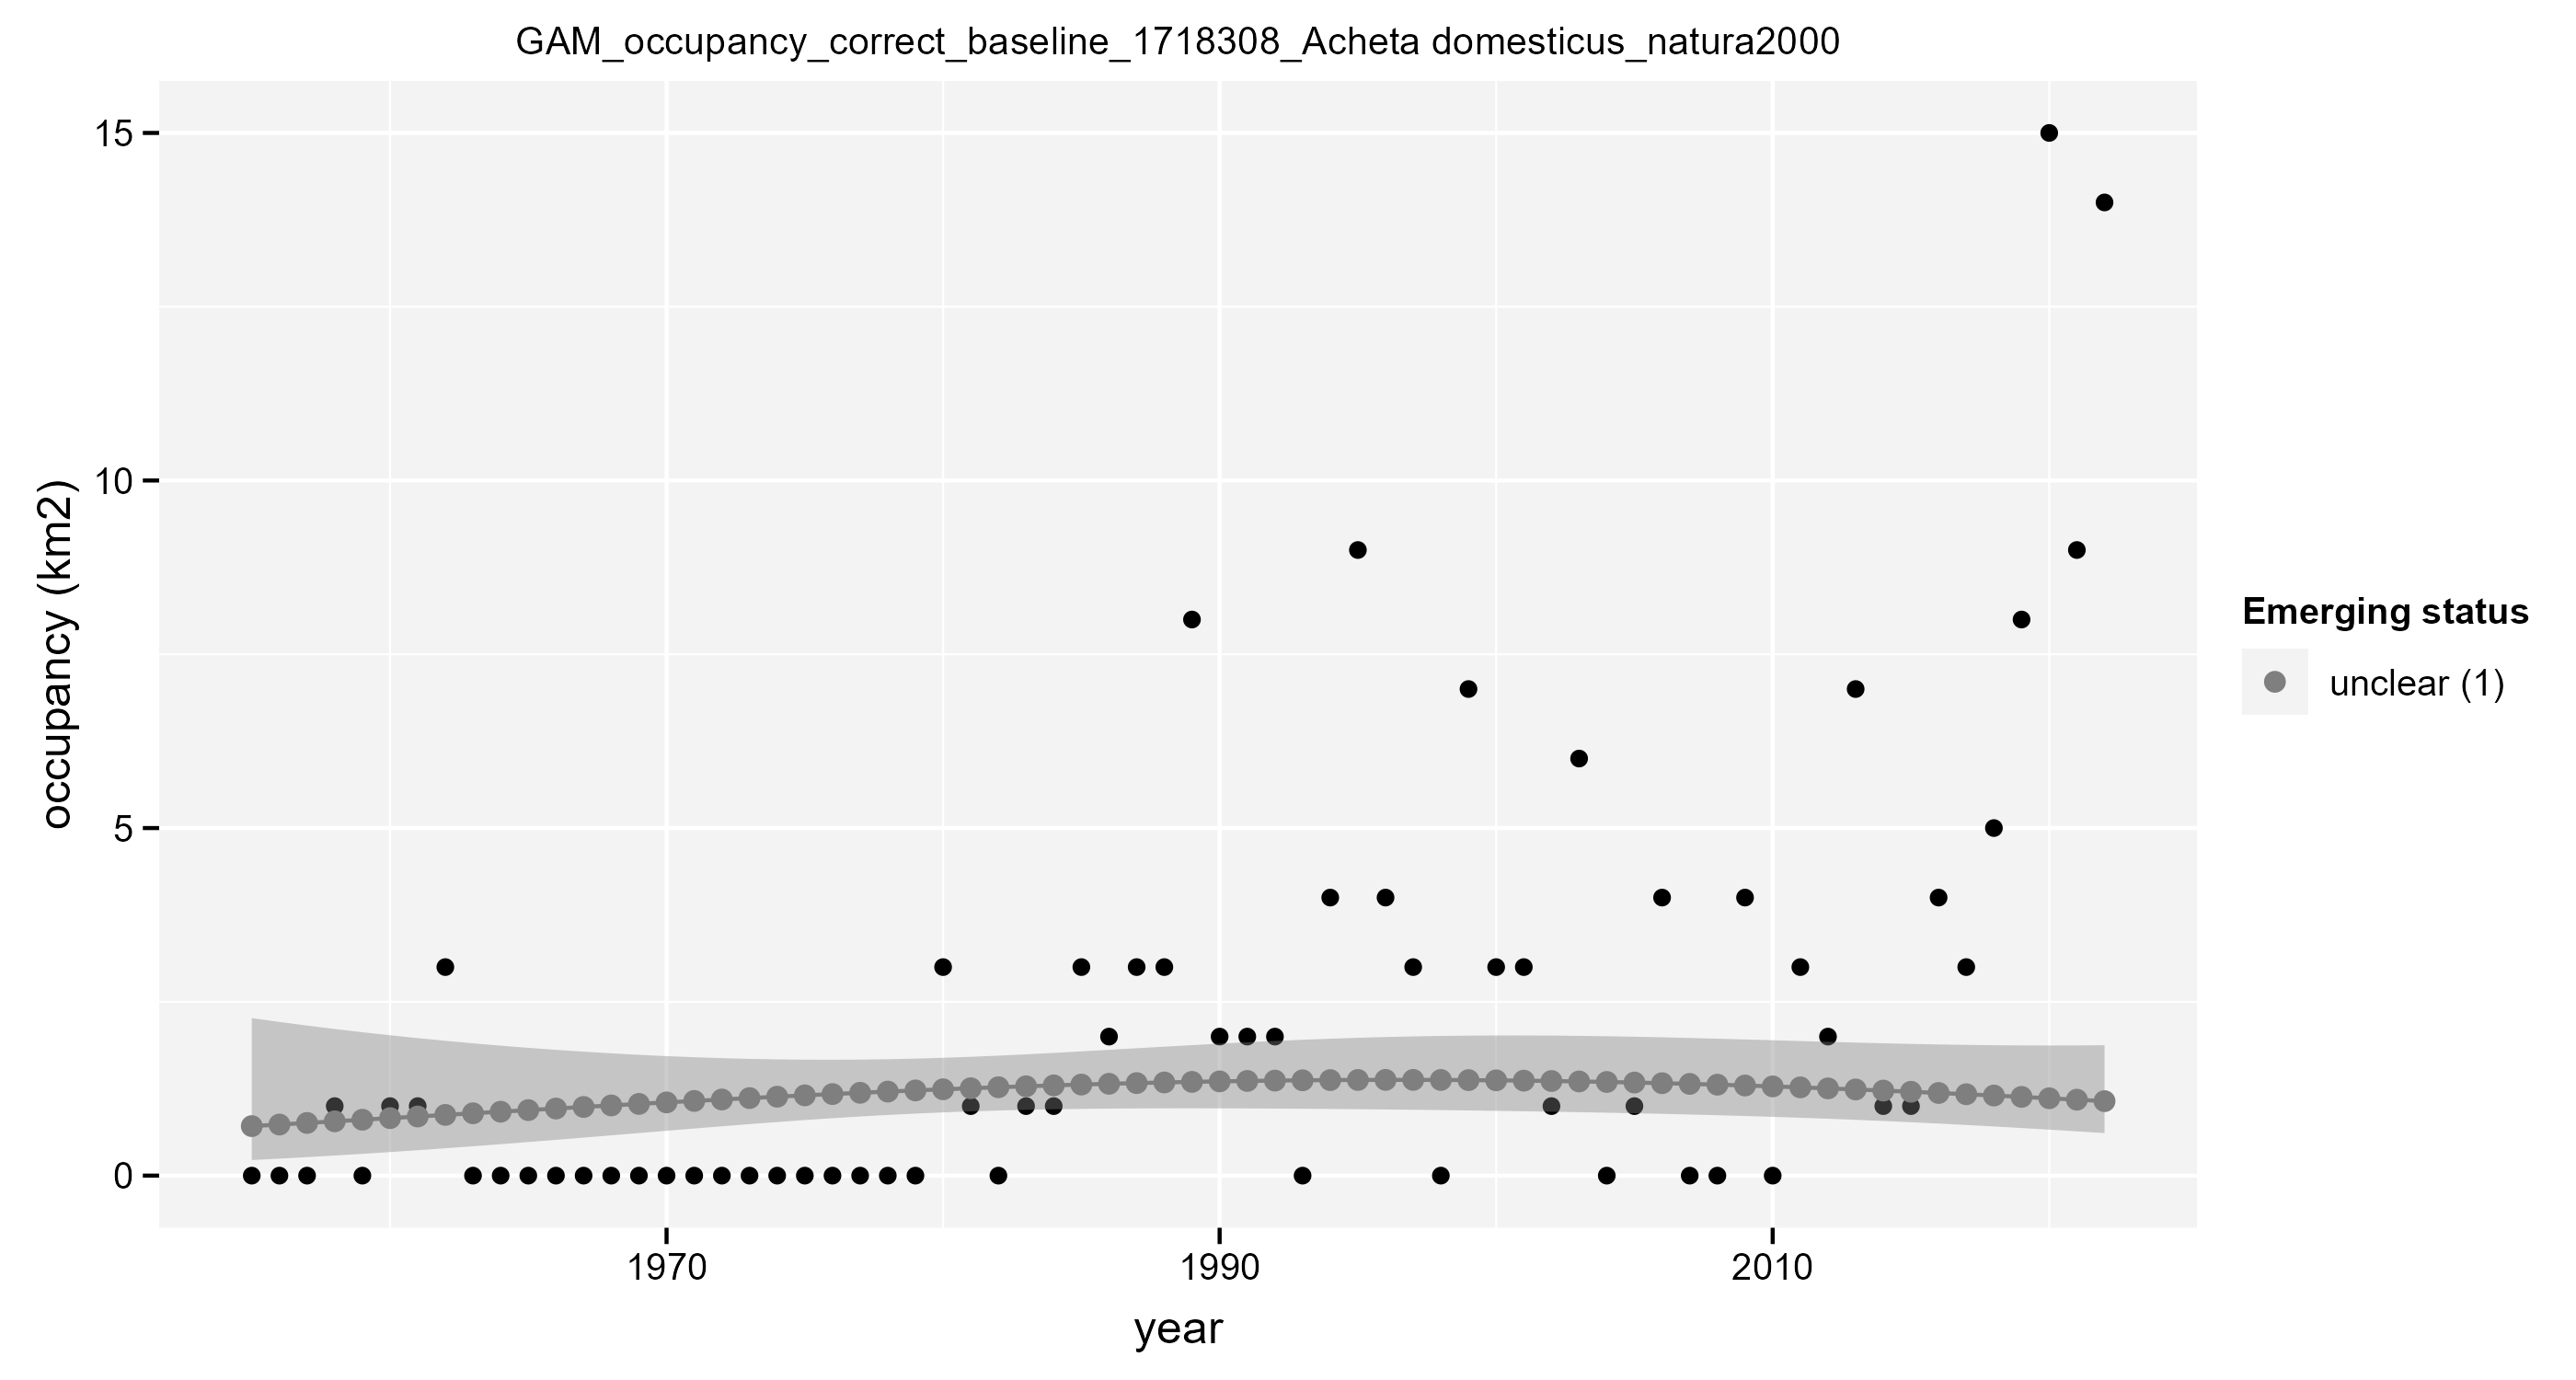 GAM_occupancy_correct_baseline_1718308_Acheta domesticus_natura2000
15
10
5
0
occupancy (km2)
1970
1990
2010
year
Emerging status
unclear (1)